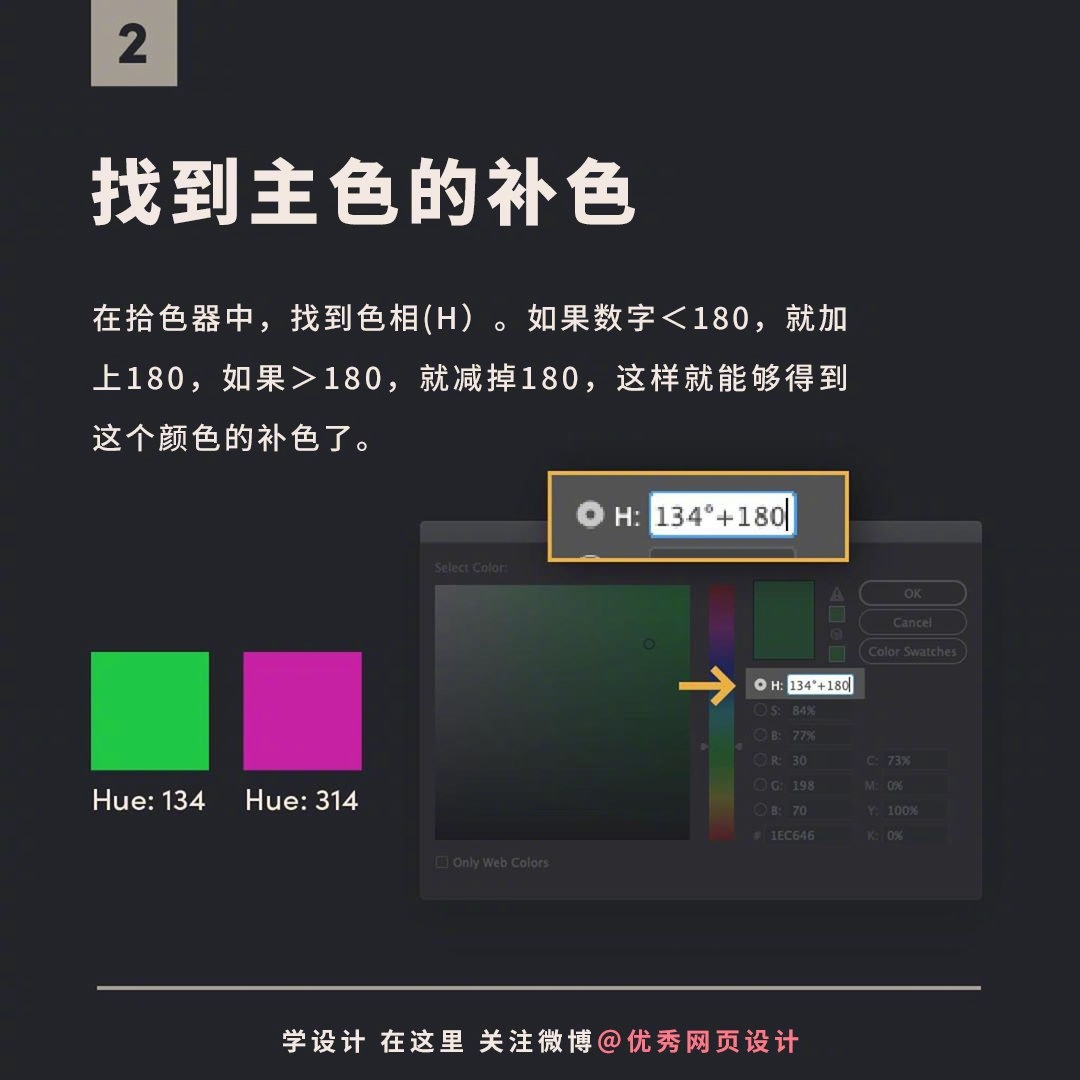 2
找到主色的补色
在拾色器中，找到色相(H）。如果数字＜180，就加
上180，如果＞180，就减掉180，这样就能够得到
这个颜色的补色了。
H: 134°+180
Select Color:
OK
Cancel
Color Swatches
H: 134°+180
S: 84%
B: 77%
R: 30 C: 73%
G: 198 M: 0%
B: 70 Y: 100%
# 1EC646 K: 0%
Only Web Colors
Hue: 134 Hue: 314
学设计 在这里 关注微博@优秀网页设计